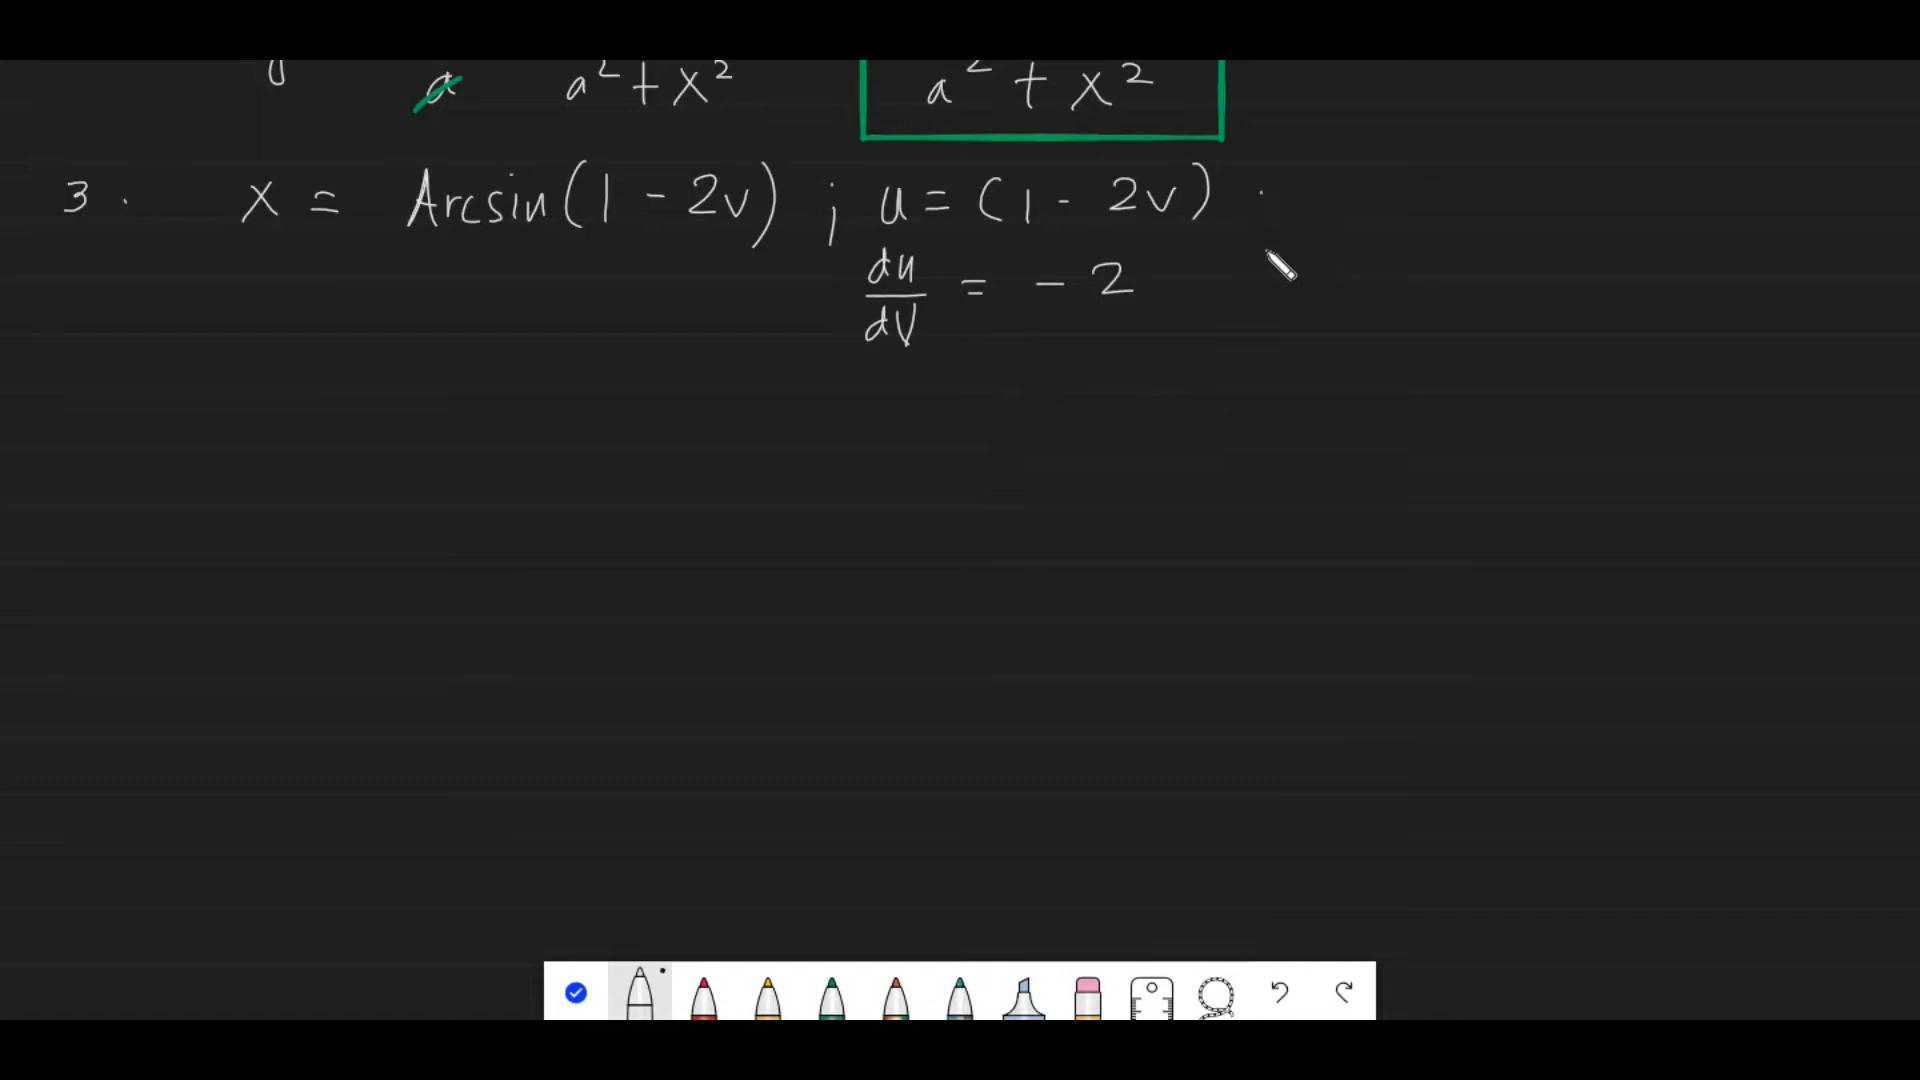 a a² + x² a² + x²
3. x = Arcsin(1 - 2v) ; u = (1 - 2v)
du/dv = - 2